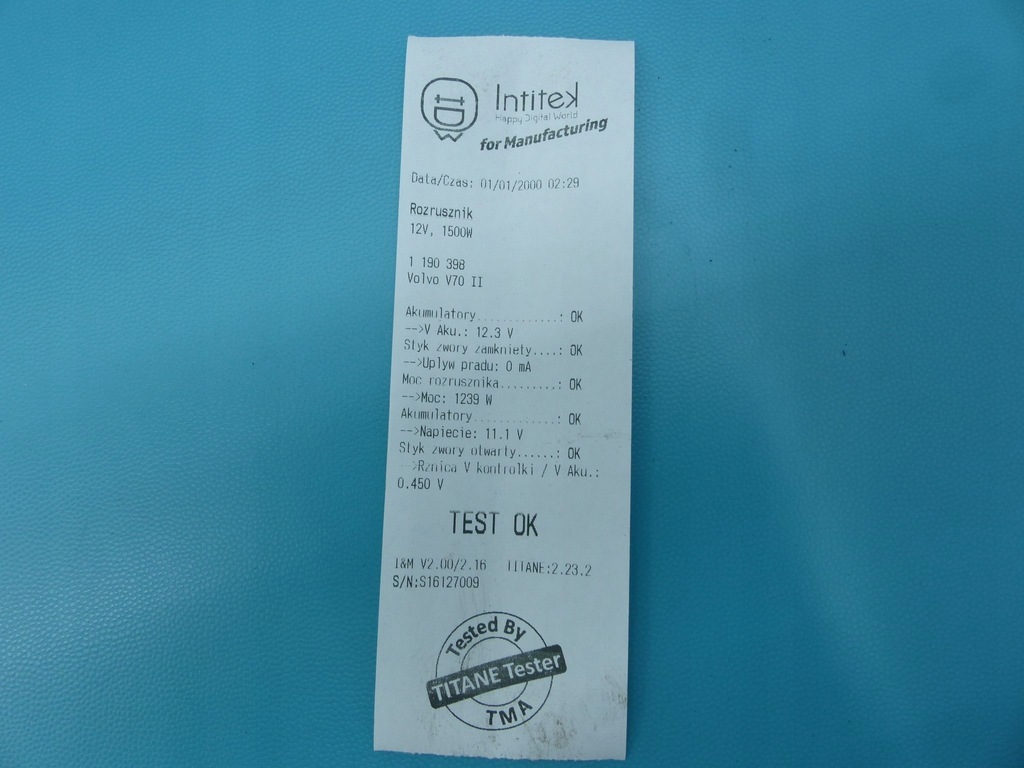 Intitek
Happy Digital World
for Manufacturing
Data/Czas: 01/01/2000 02:29
Rozrusznik
12V, 1500W
1 190 398
Volvo V70 II
Akumulatory............: OK
-->V Aku.: 12.3 V
Styk zwory zamkniety....: OK
-->Uplyw pradu: 0 mA
Moc rozrusznika.........: OK
-->Moc: 1239 W
Akumulatory............: OK
-->Napiecie: 11.1 V
Styk zwory otwarty......: OK
-->Rznica V kontrolki / V Aku.:
0.450 V
TEST OK
I&M V2.00/2.16 TITANE:2.23.2
S/N:S16I27009
Tested By
TITANE Tester
TMA